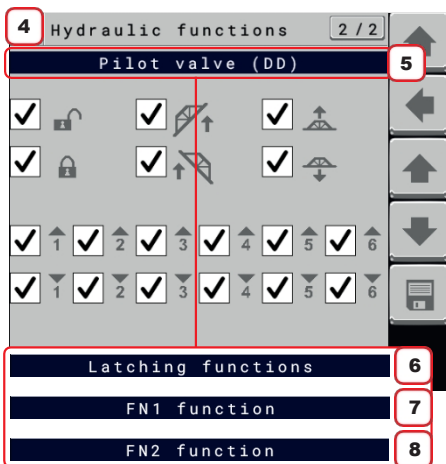 4 Hydraulic functions 2/2
Pilot valve (DD) 5
1 2 3 4 5 6
1 2 3 4 5 6
Latching functions 6
FN1 function 7
FN2 function 8